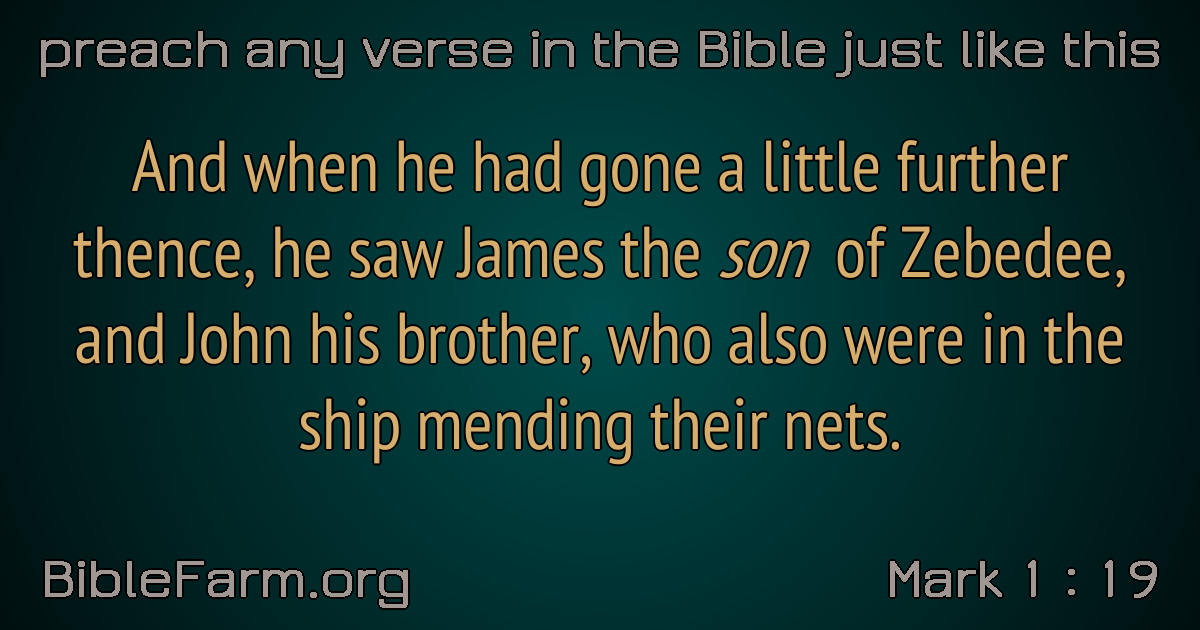 preach any verse in the Bible just like this
And when he had gone a little further
thence, he saw James the son of Zebedee,
and John his brother, who also were in the
ship mending their nets.
BibleFarm.org
Mark 1 : 19